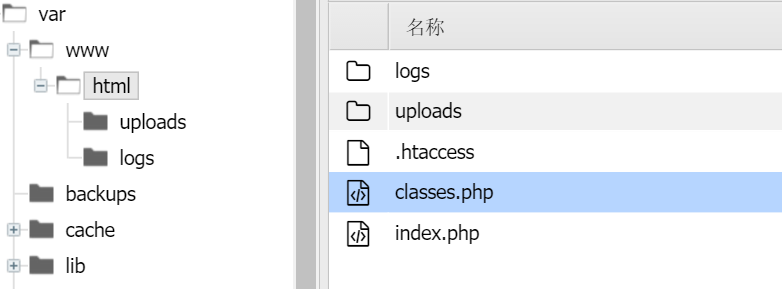 var
www
html
uploads
logs
backups
cache
lib
名称
logs
uploads
.htaccess
classes.php
index.php